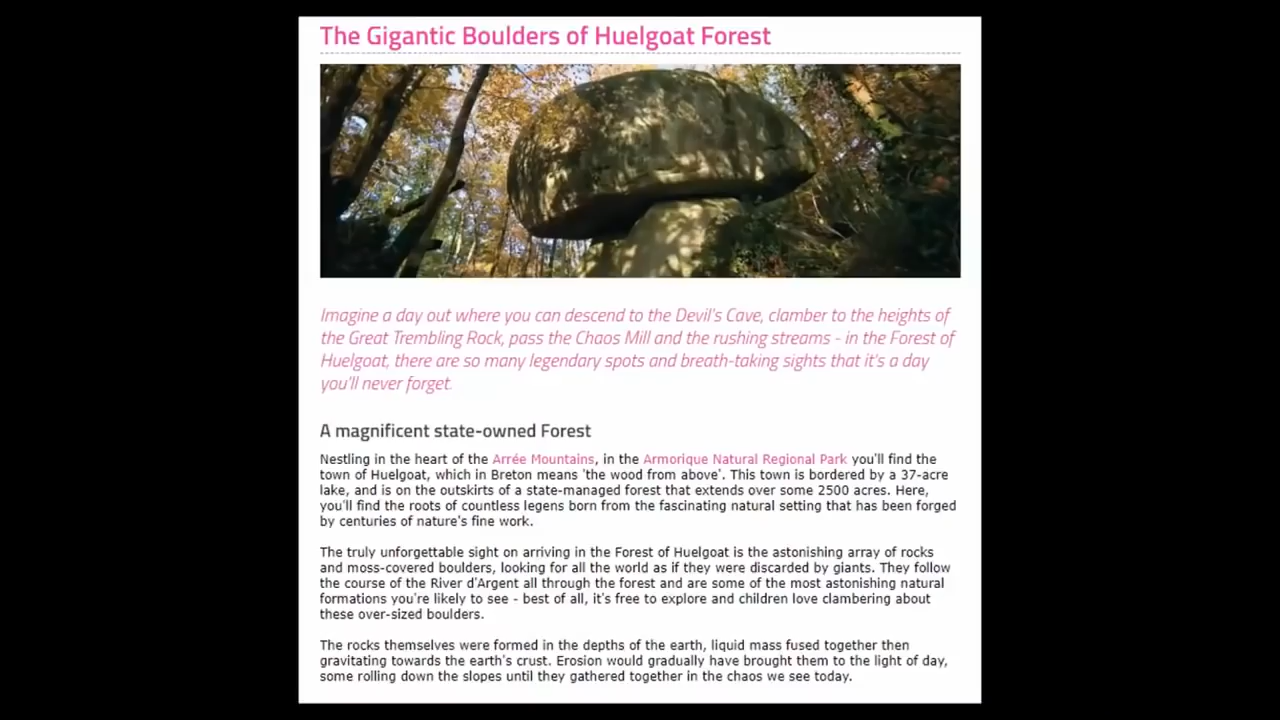 The Gigantic Boulders of Huelgoat Forest
Imagine a day out where you can descend to the Devil's Cave, clamber to the heights of
the Great Trembling Rock, pass the Chaos Mill and the rushing streams - in the Forest of
Huelgoat, there are so many legendary spots and breath-taking sights that it's a day
you'll never forget.
A magnificent state-owned Forest
Nestling in the heart of the Arrée Mountains, in the Armorique Natural Regional Park you'll find the
town of Huelgoat, which in Breton means 'the wood from above'. This town is bordered by a 37-acre
lake, and is on the outskirts of a state-managed forest that extends over some 2500 acres. Here,
you'll find the roots of countless legens born from the fascinating natural setting that has been forged
by centuries of nature's fine work.
The truly unforgettable sight on arriving in the Forest of Huelgoat is the astonishing array of rocks
and moss-covered boulders, looking for all the world as if they were discarded by giants. They follow
the course of the River d'Argent all through the forest and are some of the most astonishing natural
formations you're likely to see - best of all, it's free to explore and children love clambering about
these over-sized boulders.
The rocks themselves were formed in the depths of the earth, liquid mass fused together then
gravitating towards the earth's crust. Erosion would gradually have brought them to the light of day,
some rolling down the slopes until they gathered together in the chaos we see today.